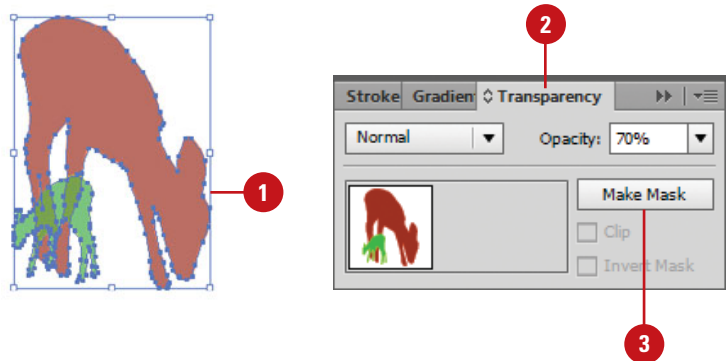 2
Stroke Gradien Transparency
Normal Opacity: 70%
1
Make Mask
Clip
Invert Mask
3